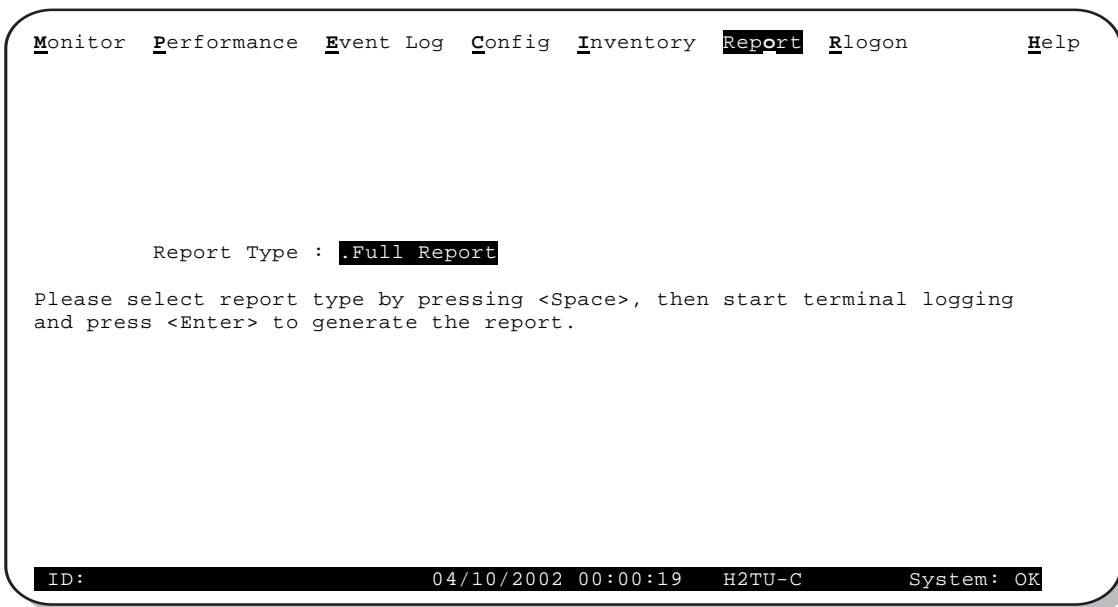 Monitor Performance Event Log Config Inventory Report Rlogon Help
Report Type : .Full Report
Please select report type by pressing <Space>, then start terminal logging
and press <Enter> to generate the report.
ID: 04/10/2002 00:00:19 H2TU-C System: OK